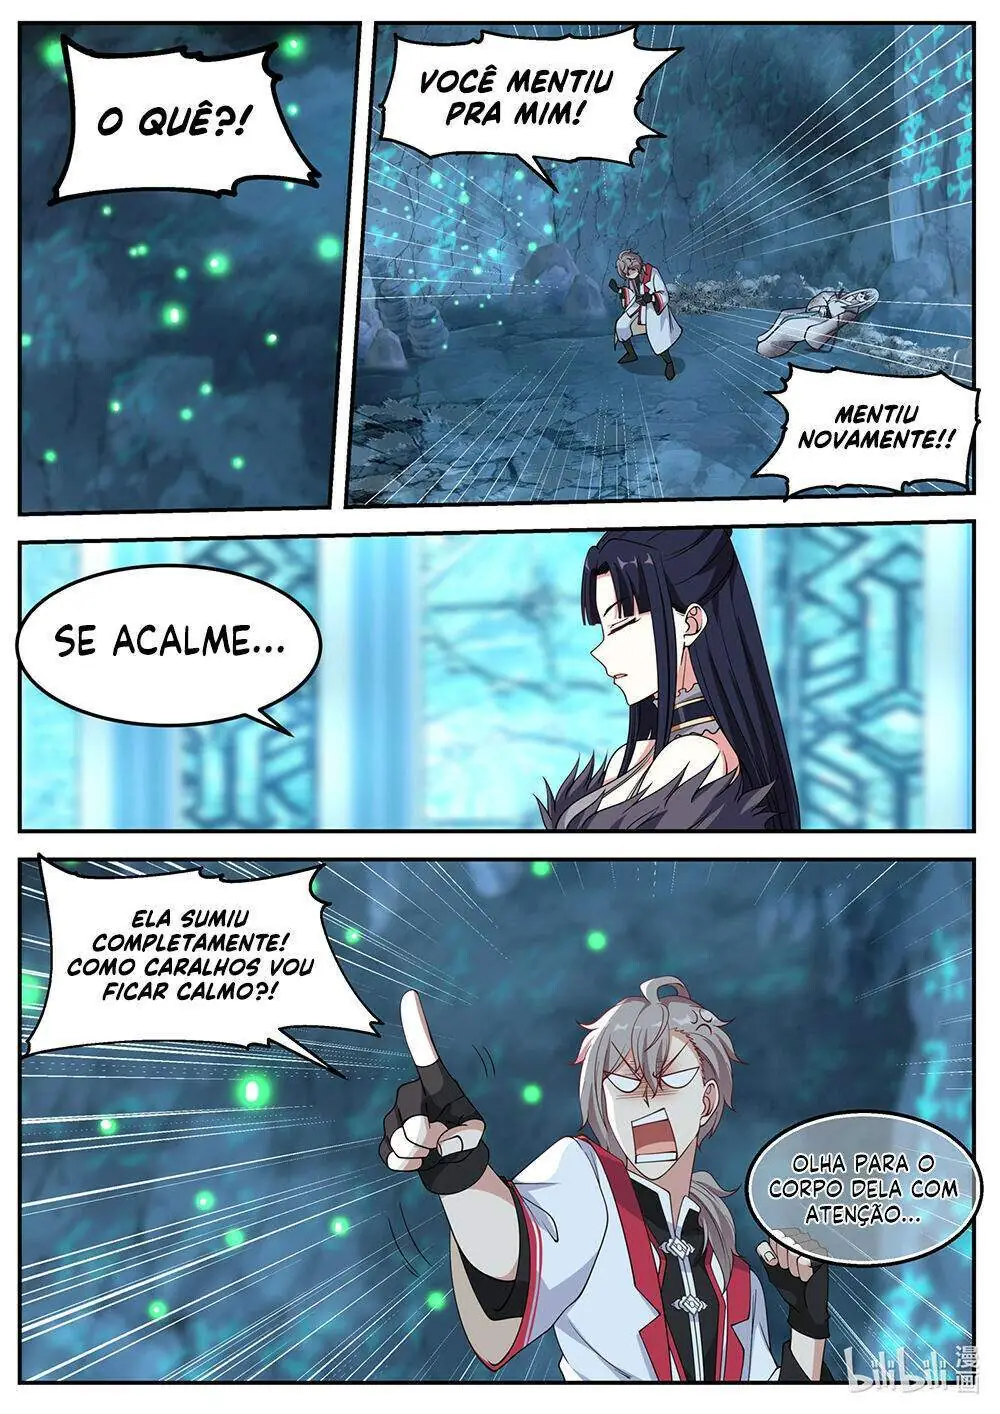 O QUÊ?!
VOCÊ MENTIU
PRA MIM!
MENTIU
NOVAMENTE!!
SE ACALME...
ELA SUMIU
COMPLETAMENTE!
COMO CARALHOS VOU
FICAR CALMO?!
OLHA PARA O
CORPO DELA COM
ATENÇÃO...
bilibili 漫画